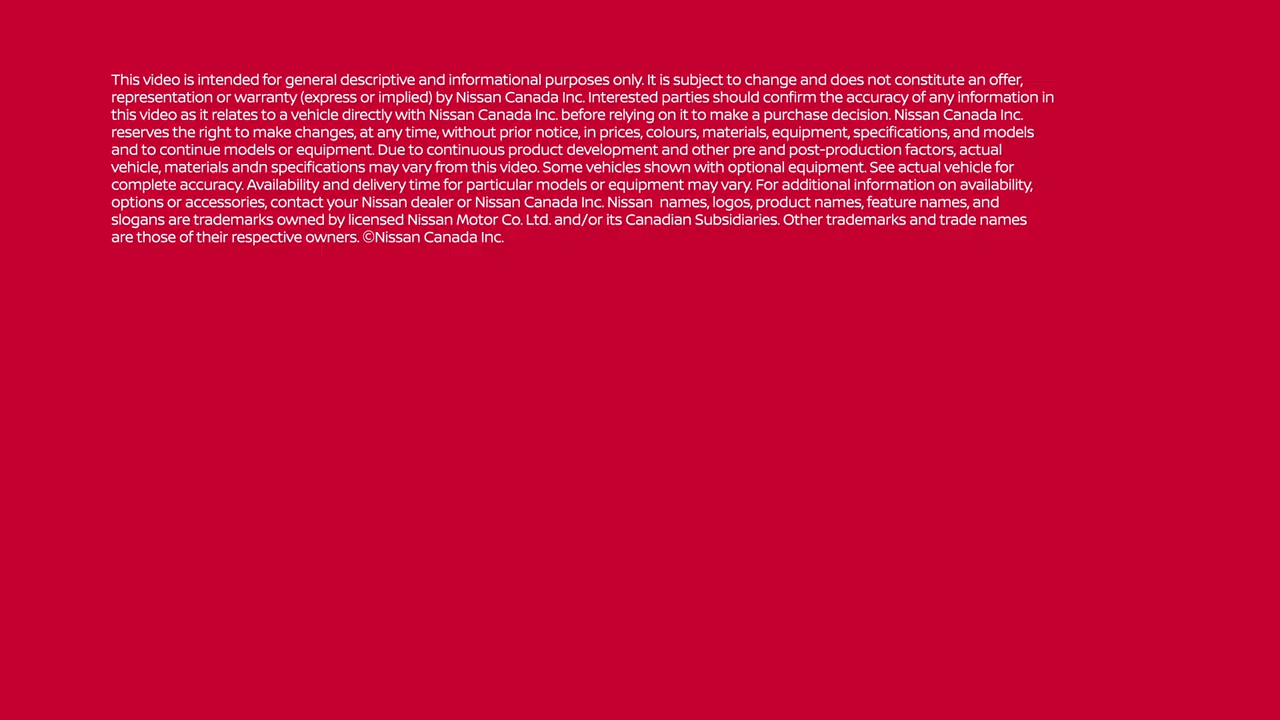 This video is intended for general descriptive and informational purposes only. It is subject to change and does not constitute an offer,
representation or warranty (express or implied) by Nissan Canada Inc. Interested parties should confirm the accuracy of any information in
this video as it relates to a vehicle directly with Nissan Canada Inc. before relying on it to make a purchase decision. Nissan Canada Inc.
reserves the right to make changes, at any time, without prior notice, in prices, colours, materials, equipment, specifications, and models
and to continue models or equipment. Due to continuous product development and other pre and post-production factors, actual
vehicle, materials andn specifications may vary from this video. Some vehicles shown with optional equipment. See actual vehicle for
complete accuracy. Availability and delivery time for particular models or equipment may vary. For additional information on availability,
options or accessories, contact your Nissan dealer or Nissan Canada Inc. Nissan  names, logos, product names, feature names, and
slogans are trademarks owned by licensed Nissan Motor Co. Ltd. and/or its Canadian Subsidiaries. Other trademarks and trade names
are those of their respective owners. ©Nissan Canada Inc.